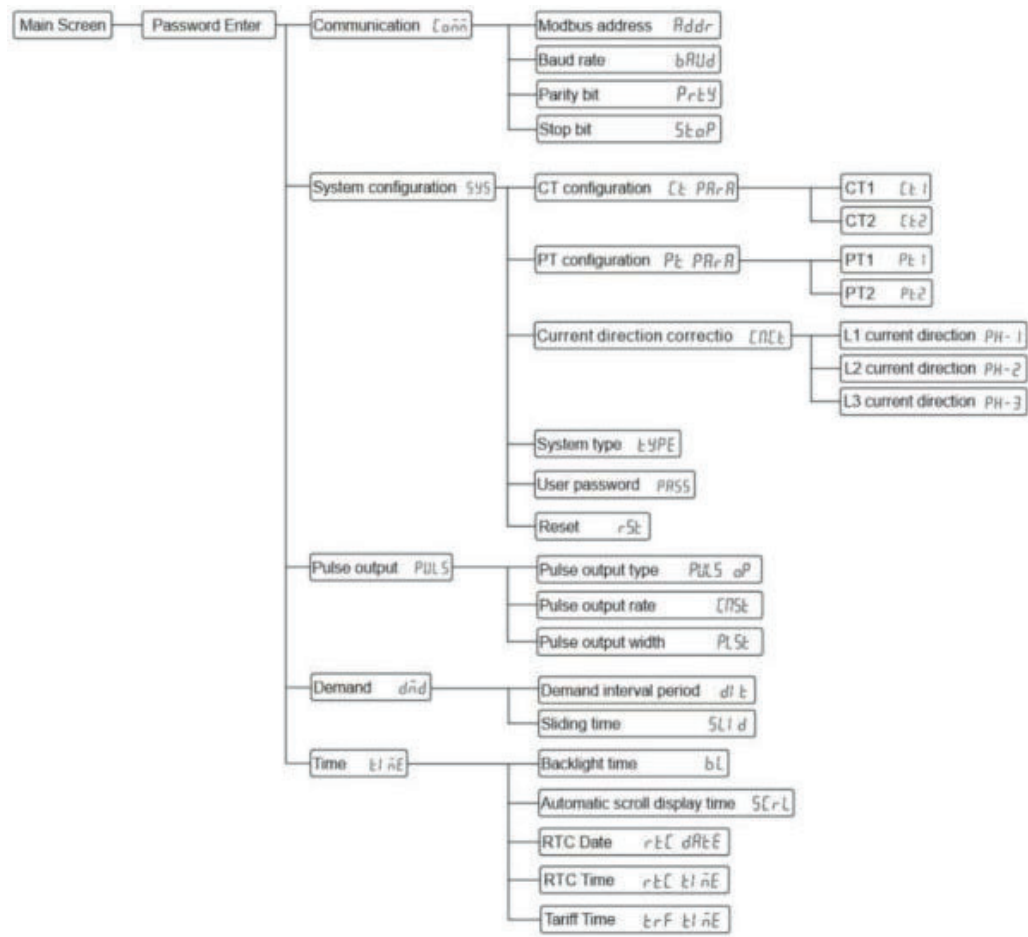 Main Screen
Password Enter
Communication Comm
Modbus address Addr
Baud rate bAUd
Parity bit PrtY
Stop bit StoP
System configuration SYS
CT configuration Ct PArA
CT1 Ct1
CT2 Ct2
PT configuration Pt PArA
PT1 Pt1
PT2 Pt2
Current direction correctio CNCt
L1 current direction PH-1
L2 current direction PH-2
L3 current direction PH-3
System type tYPE
User password PASS
Reset rSt
Pulse output PULS
Pulse output type PULS oP
Pulse output rate CNSt
Pulse output width PLSt
Demand dmd
Demand interval period dIt
Sliding time SLId
Time tImE
Backlight time bL
Automatic scroll display time SCrL
RTC Date rtC dAtE
RTC Time rtC tImE
Tariff Time trF tImE